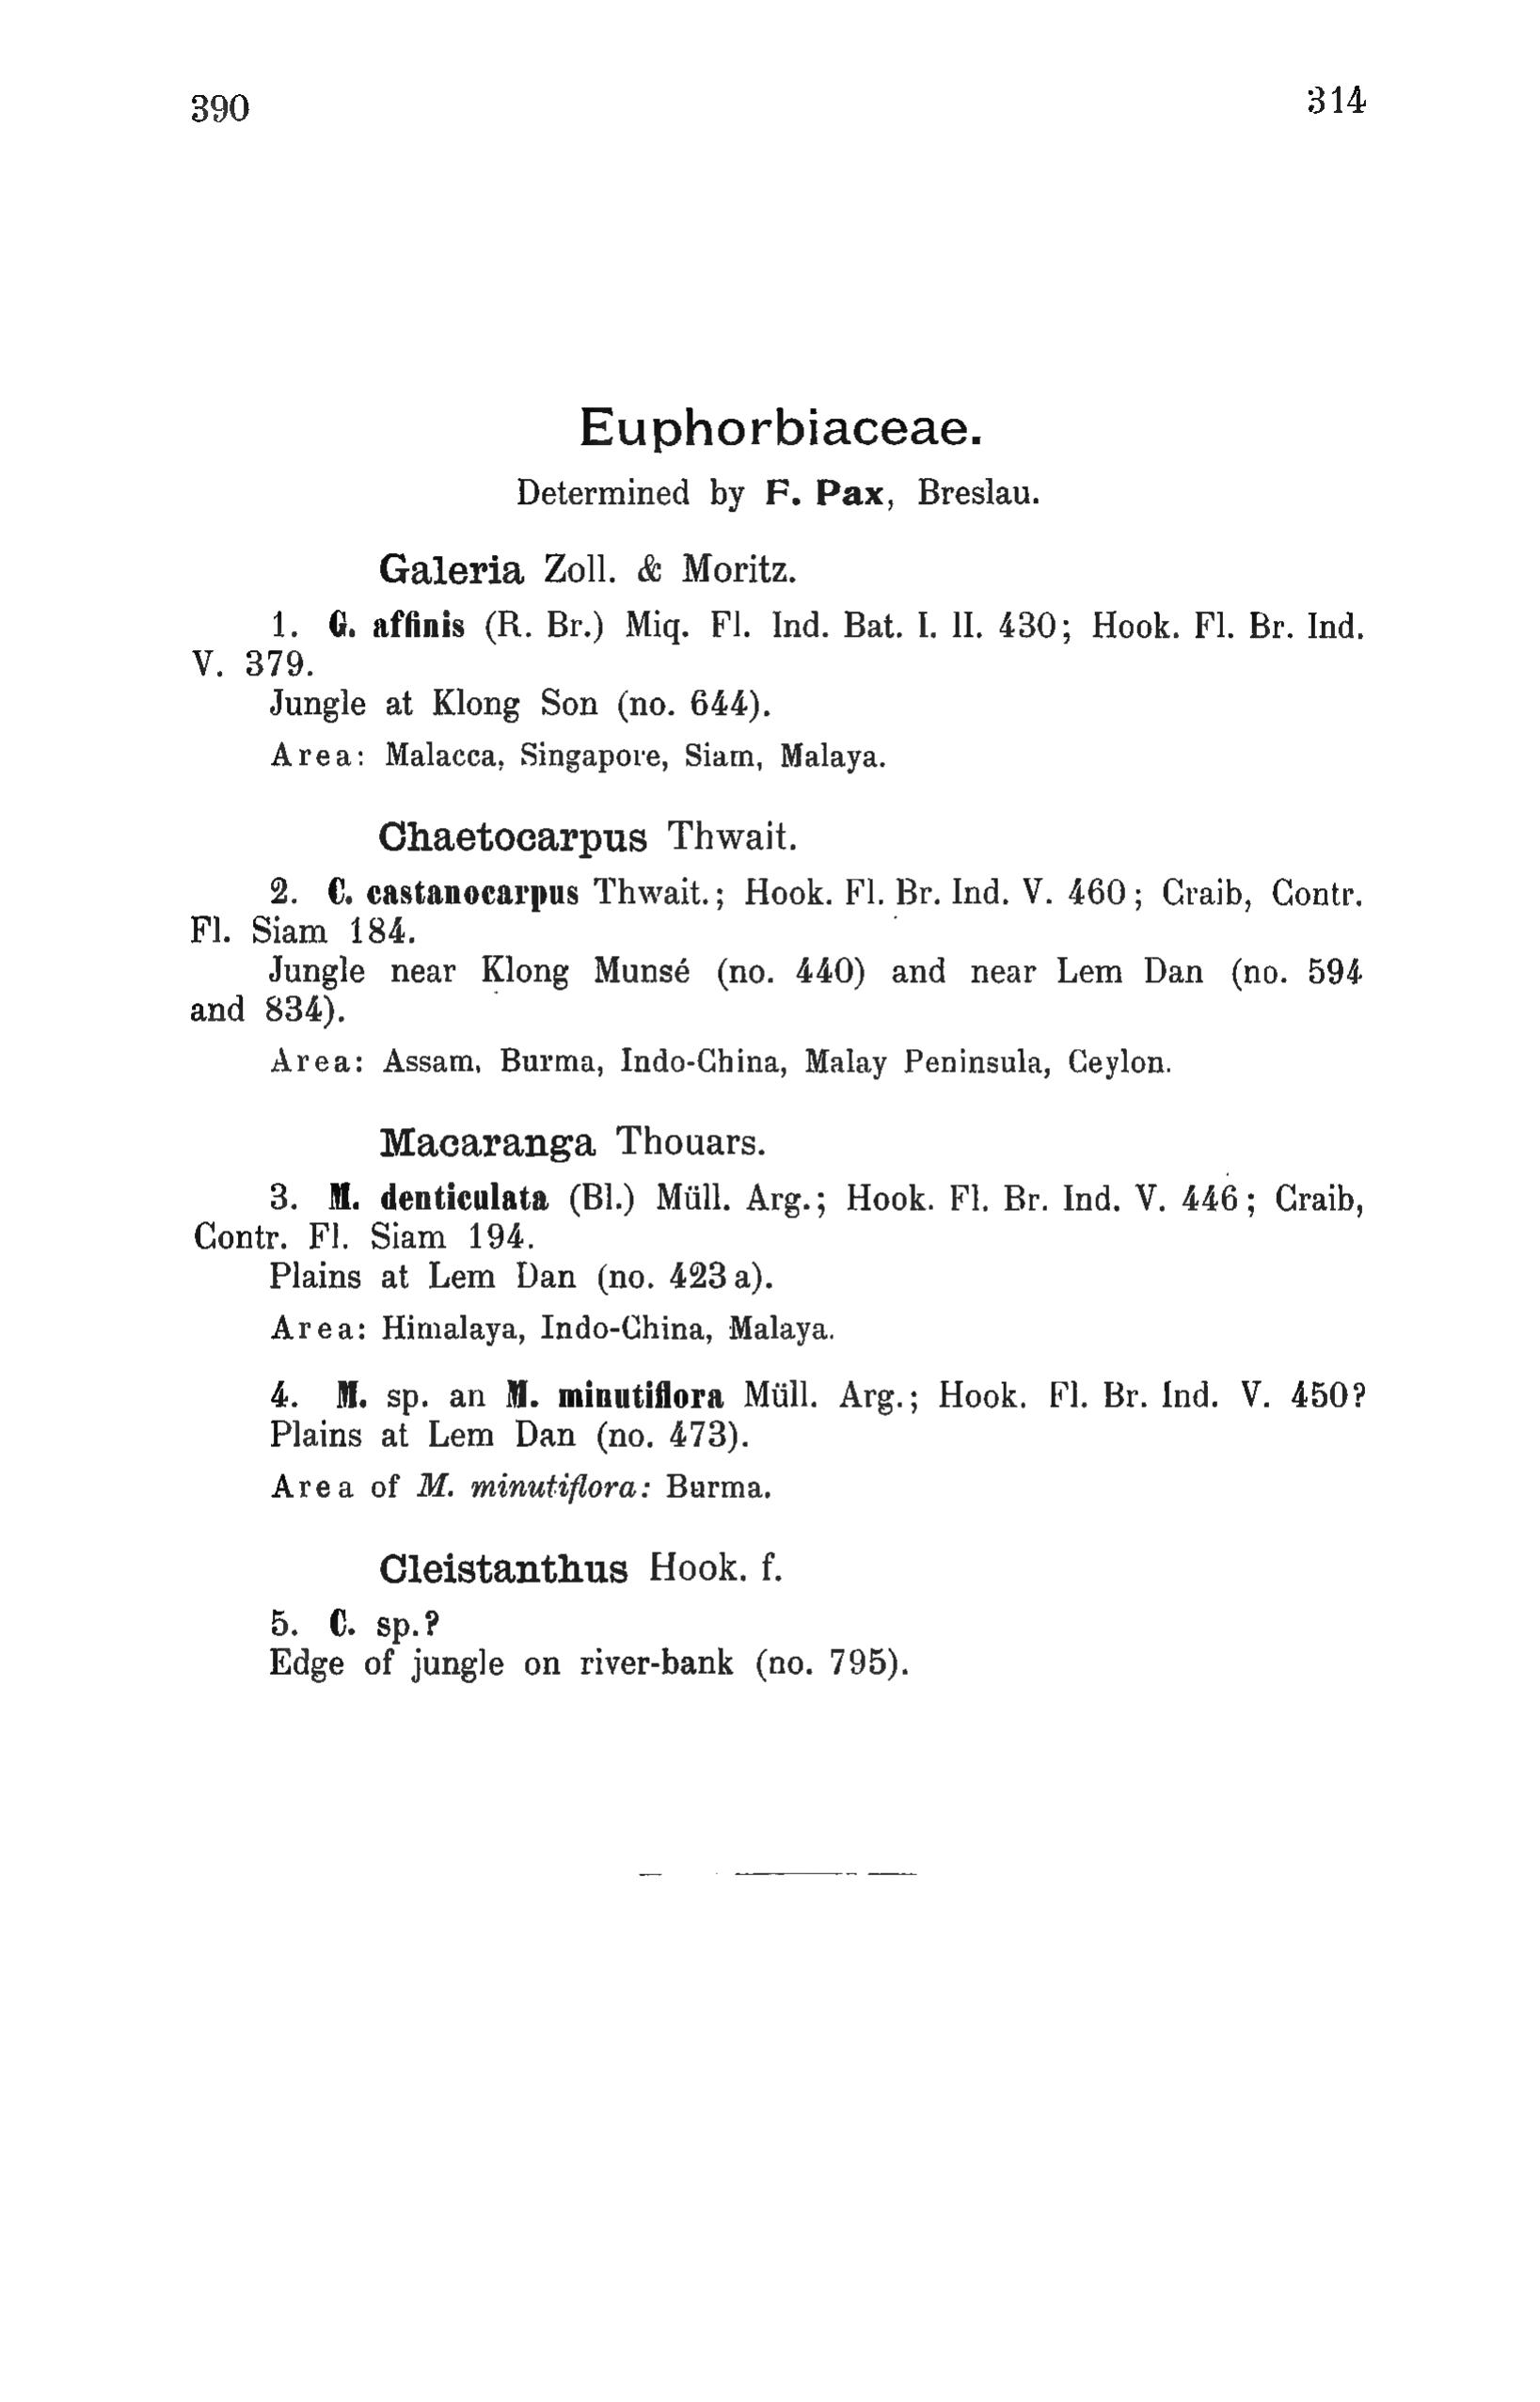 390 314
Euphorbiaceae.
Determined by F. Pax, Breslau.
Galeria Zoll. & Moritz.
1. G. affinis (R. Br.) Miq. Fl. Ind. Bat. I. II. 430; Hook. Fl. Br. Ind.
V. 379.
Jungle at Klong Son (no. 644).
Area: Malacca, Singapore, Siam, Malaya.
Chaetocarpus Thwait.
2. C. castanocarpus Thwait.; Hook. Fl. Br. Ind. V. 460; Craib, Contr.
Fl. Siam 184.
Jungle near Klong Munsé (no. 440) and near Lem Dan (no. 594
and 834).
Area: Assam, Burma, Indo-China, Malay Peninsula, Ceylon.
Macaranga Thouars.
3. M. denticulata (Bl.) Müll. Arg.; Hook. Fl. Br. Ind. V. 446; Craib,
Contr. Fl. Siam 194.
Plains at Lem Dan (no. 423 a).
Area: Himalaya, Indo-China, Malaya.
4. M. sp. an M. minutiflora Müll. Arg.; Hook. Fl. Br. Ind. V. 450?
Plains at Lem Dan (no. 473).
Area of M. minutiflora: Burma.
Cleistanthus Hook. f.
5. C. sp.?
Edge of jungle on river-bank (no. 795).